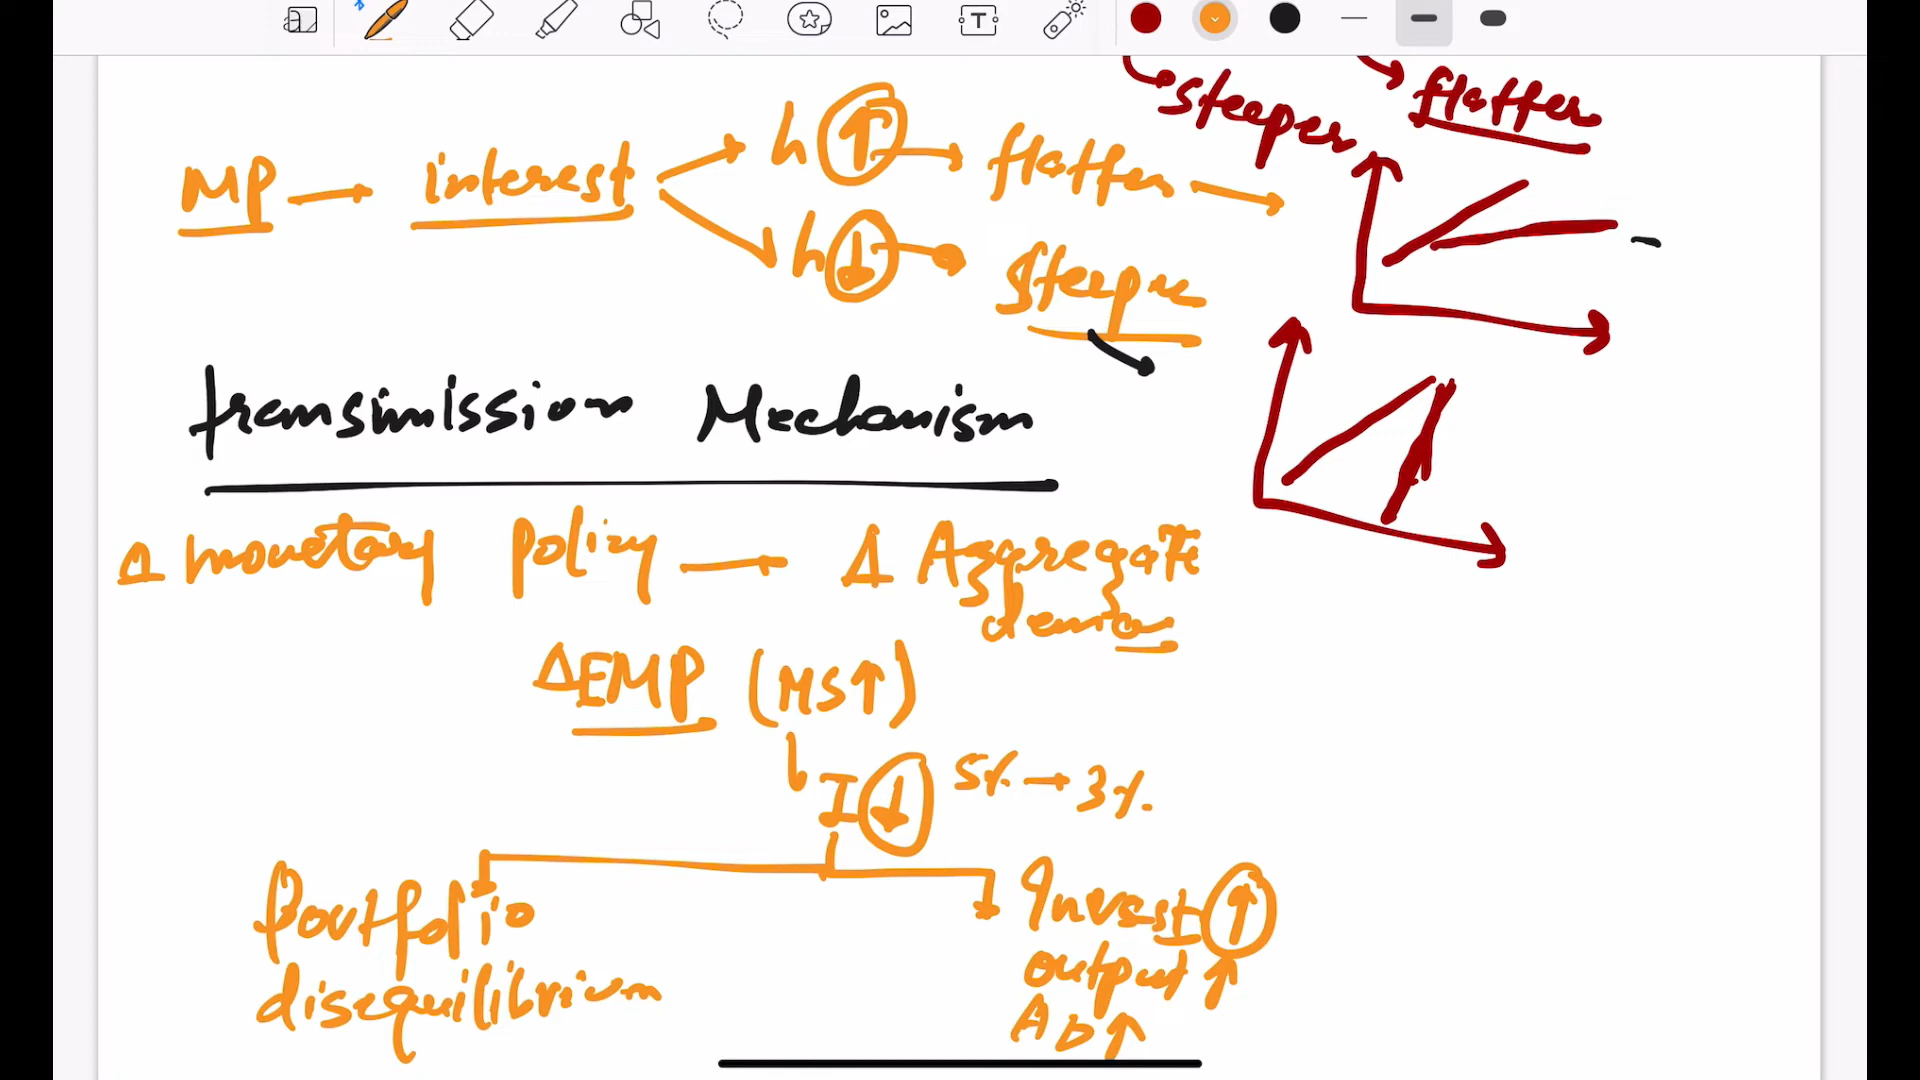 steeper flatter
MP → interest → h ↑ → flatter →
h ↓ → steeper
Transimission Mechanism
Δ monetary policy → Δ Aggregate
demand
ΔEMP (MS↑)
I ↓ 5% → 3%
Portfolio Invest ↑
disequilibrium output ↑
AD↑